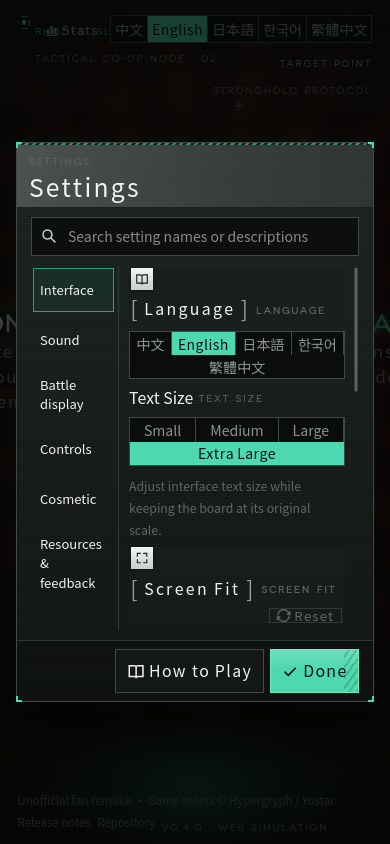 Stats 中文 English 日本語 한국어 繁體中文
TACTICAL CO-OP NODE 02
TARGET POINT
STRONGHOLD PROTOCOL
SETTINGS
Settings
Search setting names or descriptions
Interface
Sound
Battle display
Controls
Cosmetic
Resources & feedback
[ Language ] LANGUAGE
中文 English 日本語 한국어
繁體中文
Text Size TEXT SIZE
Small Medium Large
Extra Large
Adjust interface text size while
keeping the board at its original
scale.
[ Screen Fit ] SCREEN FIT
Reset
How to Play Done
Unofficial fan remake · Game assets © Hypergryph / Yostar
Release notes Repository V0.4.0 WEB SIMULATION